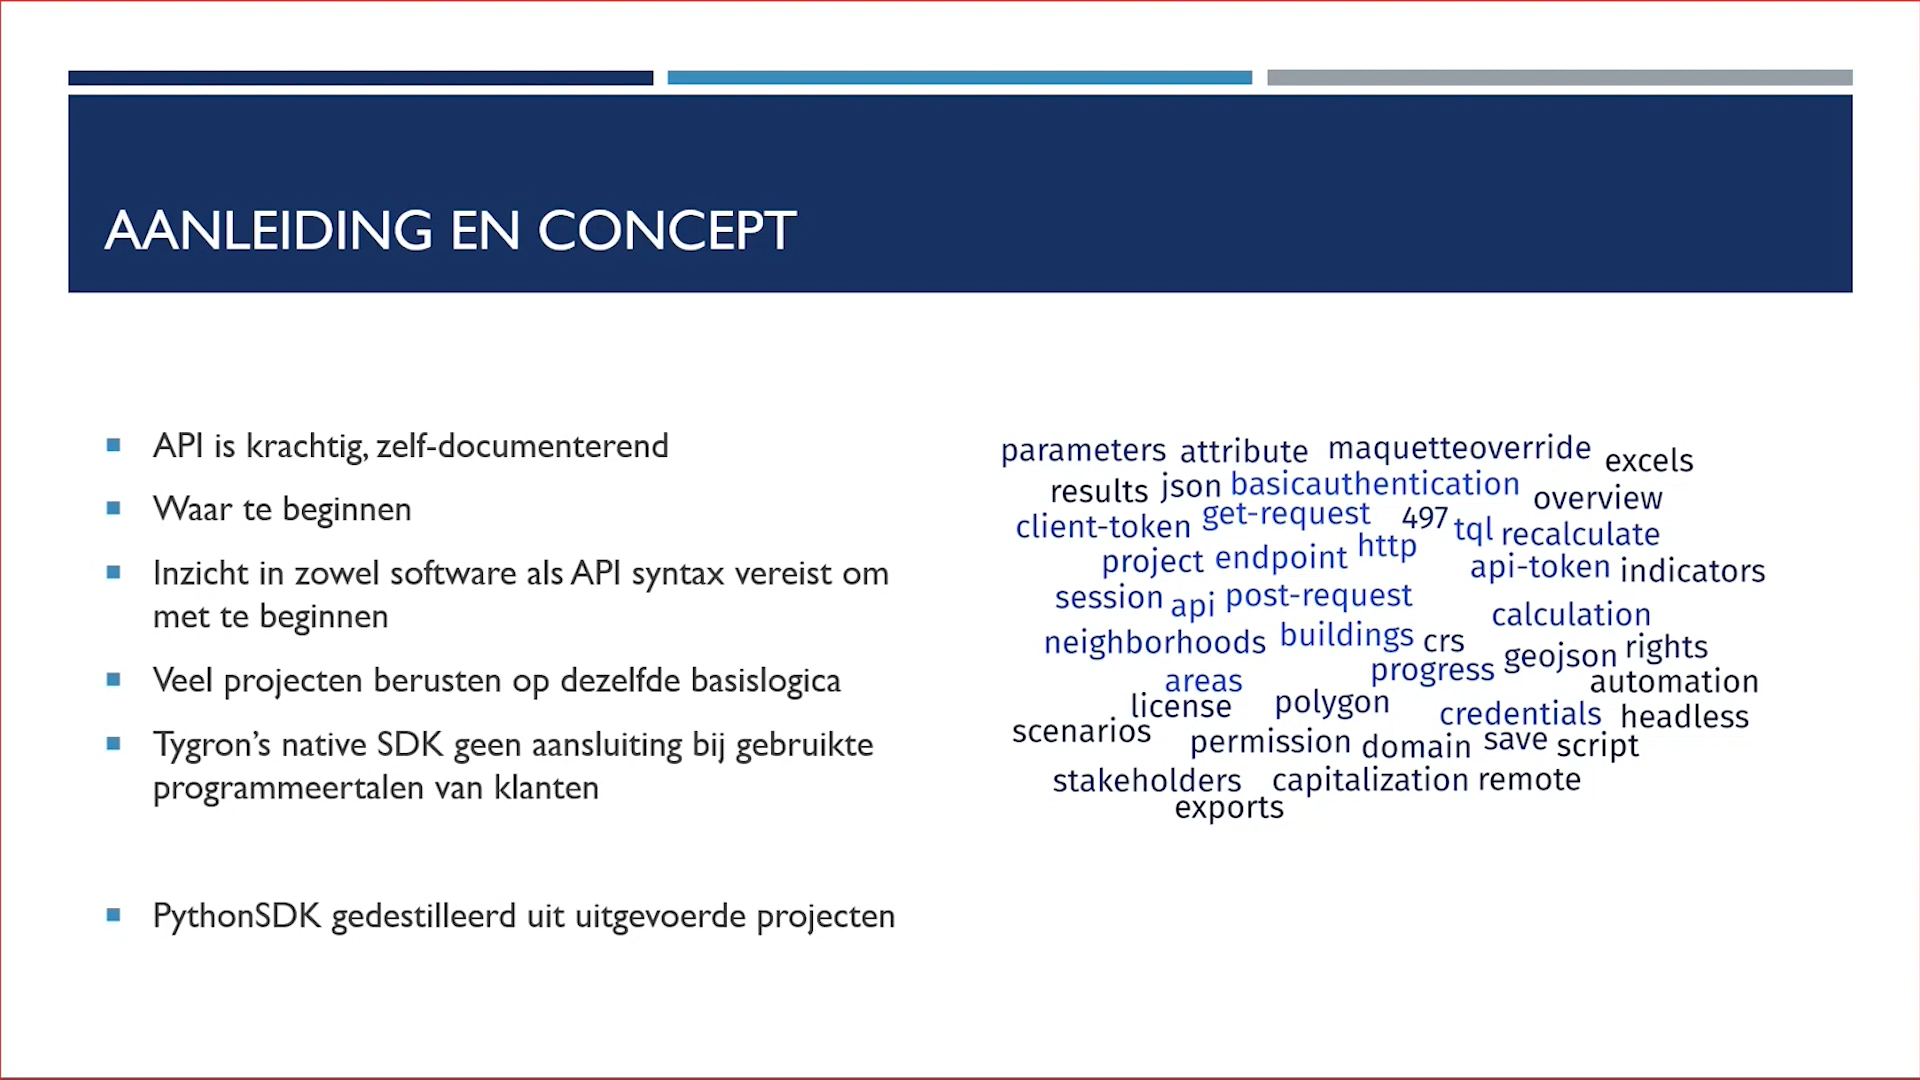 AANLEIDING EN CONCEPT
API is krachtig, zelf-documenterend
Waar te beginnen
Inzicht in zowel software als API syntax vereist om
met te beginnen
Veel projecten berusten op dezelfde basislogica
Tygron's native SDK geen aansluiting bij gebruikte
programmeertalen van klanten
PythonSDK gedestilleerd uit uitgevoerde projecten
parameters attribute maquetteoverride excels
results json basicauthentication overview
client-token get-request 497 tql recalculate
project endpoint http api-token indicators
session api post-request calculation
neighborhoods buildings crs geojson rights
areas progress automation
license polygon credentials headless
scenarios permission domain save script
stakeholders capitalization remote
exports